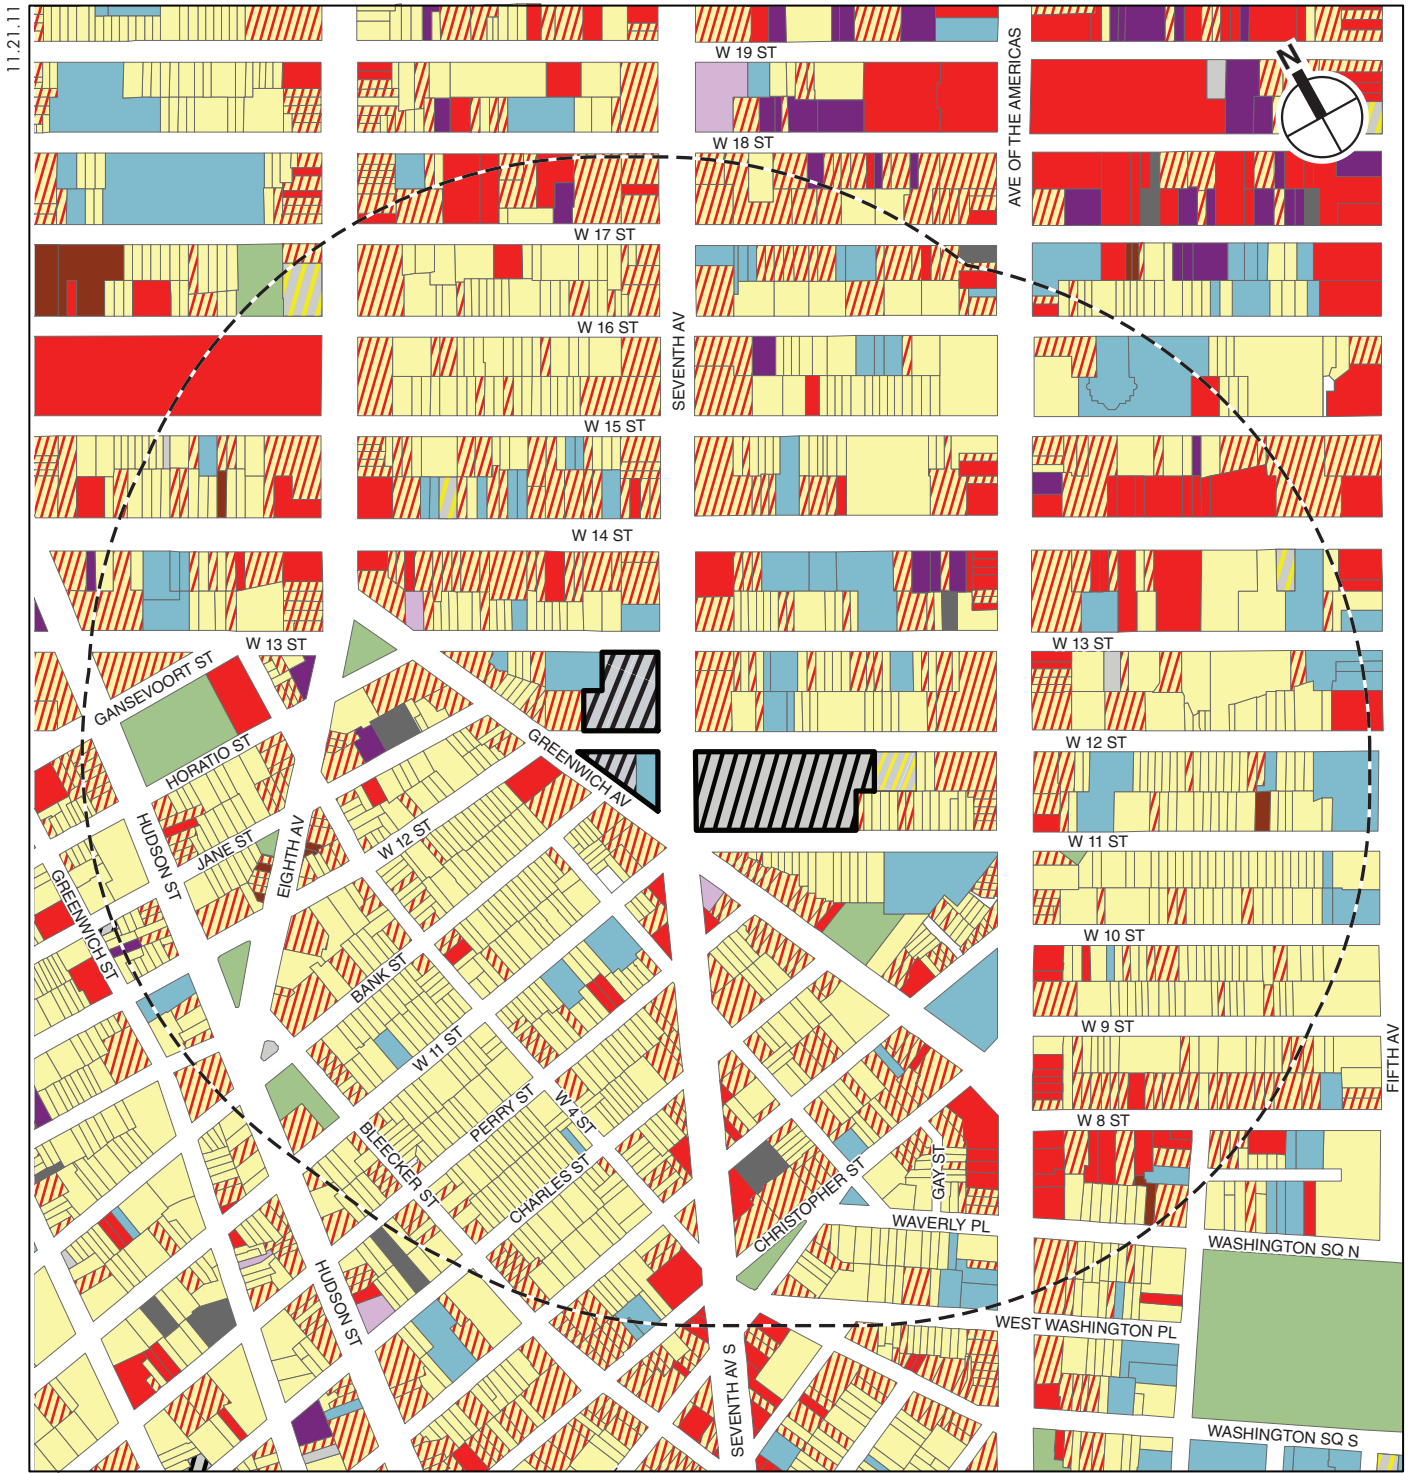 11.21.11
W 19 ST
AVE OF THE AMERICAS
N
W 18 ST
W 17 ST
W 16 ST
SEVENTH AV
W 15 ST
W 14 ST
W 13 ST
W 13 ST
GANSEVOORT ST
HORATIO ST
GREENWICH AV
W 12 ST
HUDSON ST
JANE ST
EIGHTH AV
W 12 ST
W 11 ST
GREENWICH ST
BANK ST
W 10 ST
W 11 ST
W 9 ST
FIFTH AV
PERRY ST
W 4 ST
W 8 ST
BLEECKER ST
CHARLES ST
GAY ST
CHRISTOPHER ST
WAVERLY PL
WASHINGTON SQ N
HUDSON ST
WEST WASHINGTON PL
SEVENTH AV S
WASHINGTON SQ S